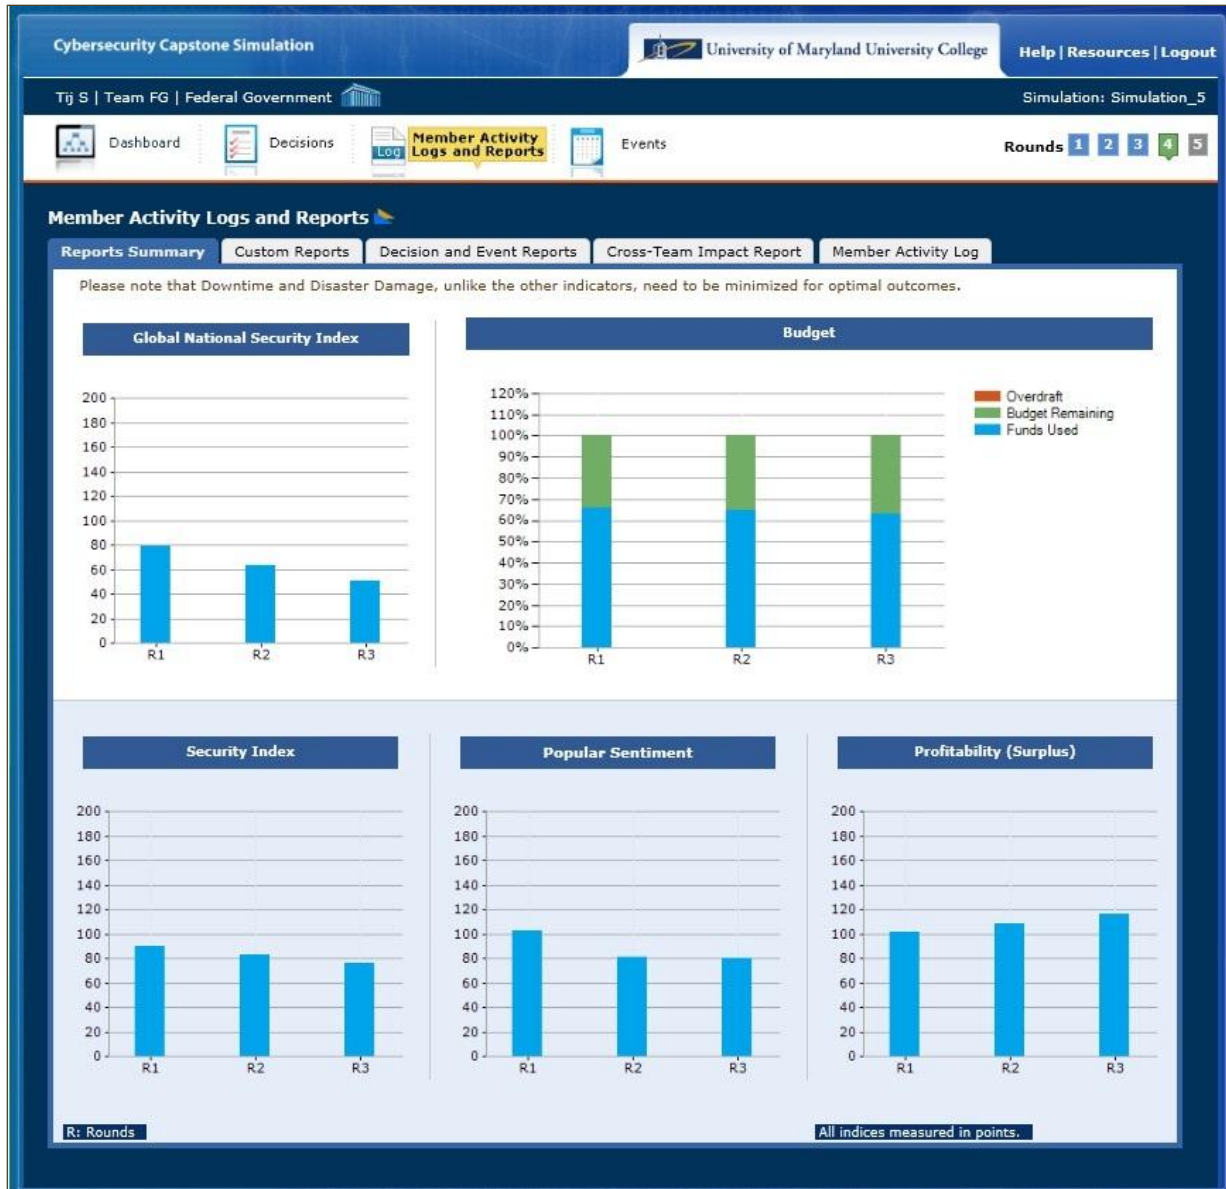 Cybersecurity Capstone Simulation
University of Maryland University College
Help | Resources | Logout
Tij S | Team FG | Federal Government
Simulation: Simulation_5
Dashboard
Decisions
Log
Member Activity
Logs and Reports
Events
Rounds 1 2 3 4 5
Member Activity Logs and Reports
Reports Summary
Custom Reports
Decision and Event Reports
Cross-Team Impact Report
Member Activity Log
Please note that Downtime and Disaster Damage, unlike the other indicators, need to be minimized for optimal outcomes.
Global National Security Index
200
180
160
140
120
100
80
60
40
20
0
R1 R2 R3
Budget
120%
110%
100%
90%
80%
70%
60%
50%
40%
30%
20%
10%
0%
R1 R2 R3
Overdraft
Budget Remaining
Funds Used
Security Index
200
180
160
140
120
100
80
60
40
20
0
R1 R2 R3
Popular Sentiment
200
180
160
140
120
100
80
60
40
20
0
R1 R2 R3
Profitability (Surplus)
200
180
160
140
120
100
80
60
40
20
0
R1 R2 R3
R: Rounds
All indices measured in points.